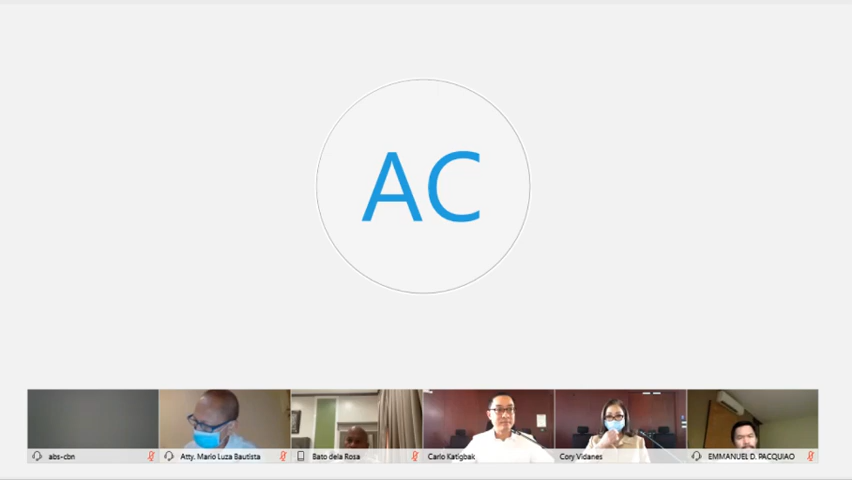 AC
abs-cbn
Atty. Mario Luza Bautista
Bato dela Rosa
Carlo Katigbak
Cory Vidanes
EMMANUEL D. PACQUIAO